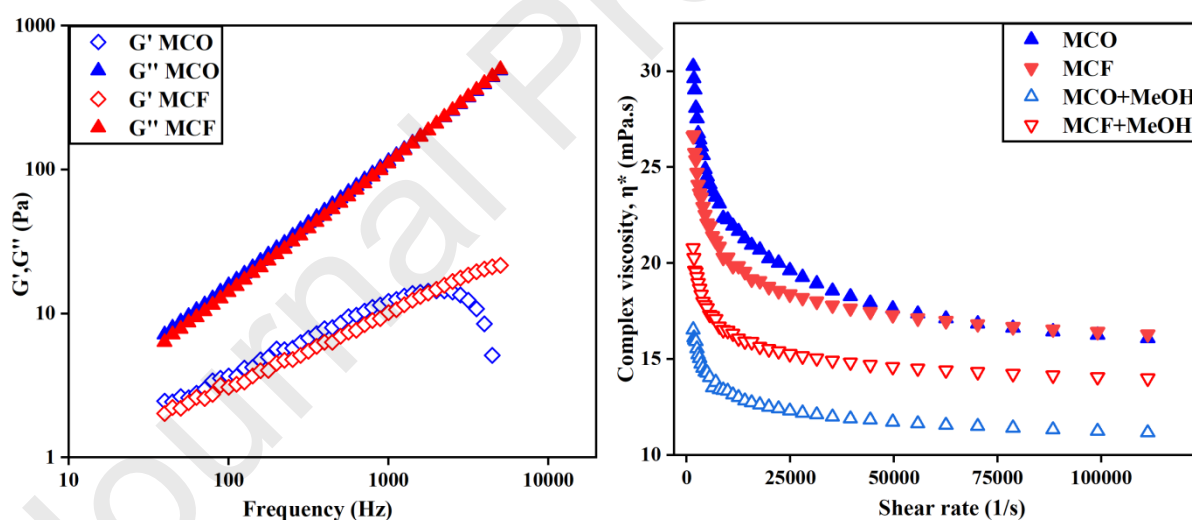 1000
100
10
1
G' MCO
G'' MCO
G' MCF
G'' MCF
G',G'' (Pa)
10
100
1000
10000
Frequency (Hz)
30
25
20
15
10
MCO
MCF
MCO+MeOH
MCF+MeOH
Complex viscosity, η* (mPa.s)
0
25000
50000
75000
100000
Shear rate (1/s)